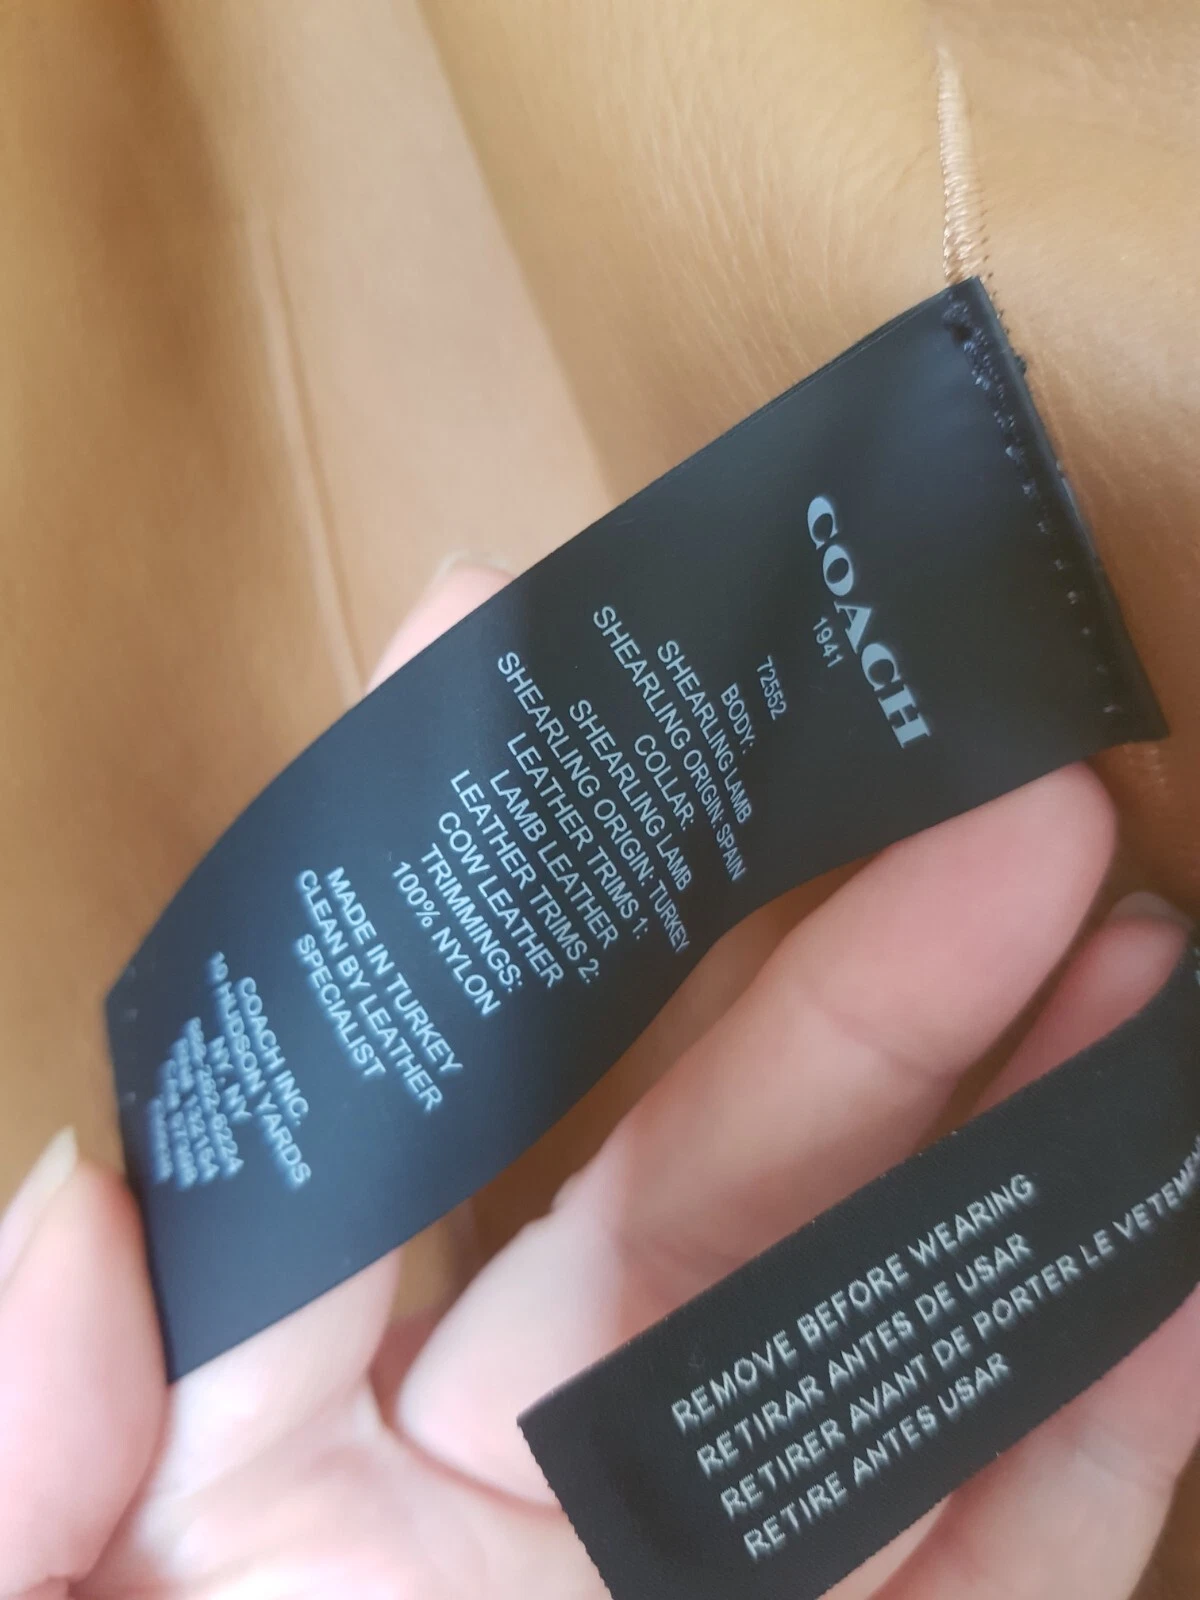 COACH
1941
72552
BODY:
SHEARLING LAMB
SHEARLING ORIGIN: SPAIN
COLLAR:
SHEARLING LAMB
SHEARLING ORIGIN: TURKEY
LEATHER TRIMS 1:
LAMB LEATHER
LEATHER TRIMS 2:
COW LEATHER
TRIMMINGS:
100% NYLON
MADE IN TURKEY
CLEAN BY LEATHER
SPECIALIST
COACH INC.
10 HUDSON YARDS
NY, NY
REMOVE BEFORE WEARING
RETIRAR ANTES DE USAR
RETIRER AVANT DE PORTER LE
RETIRE ANTES USAR